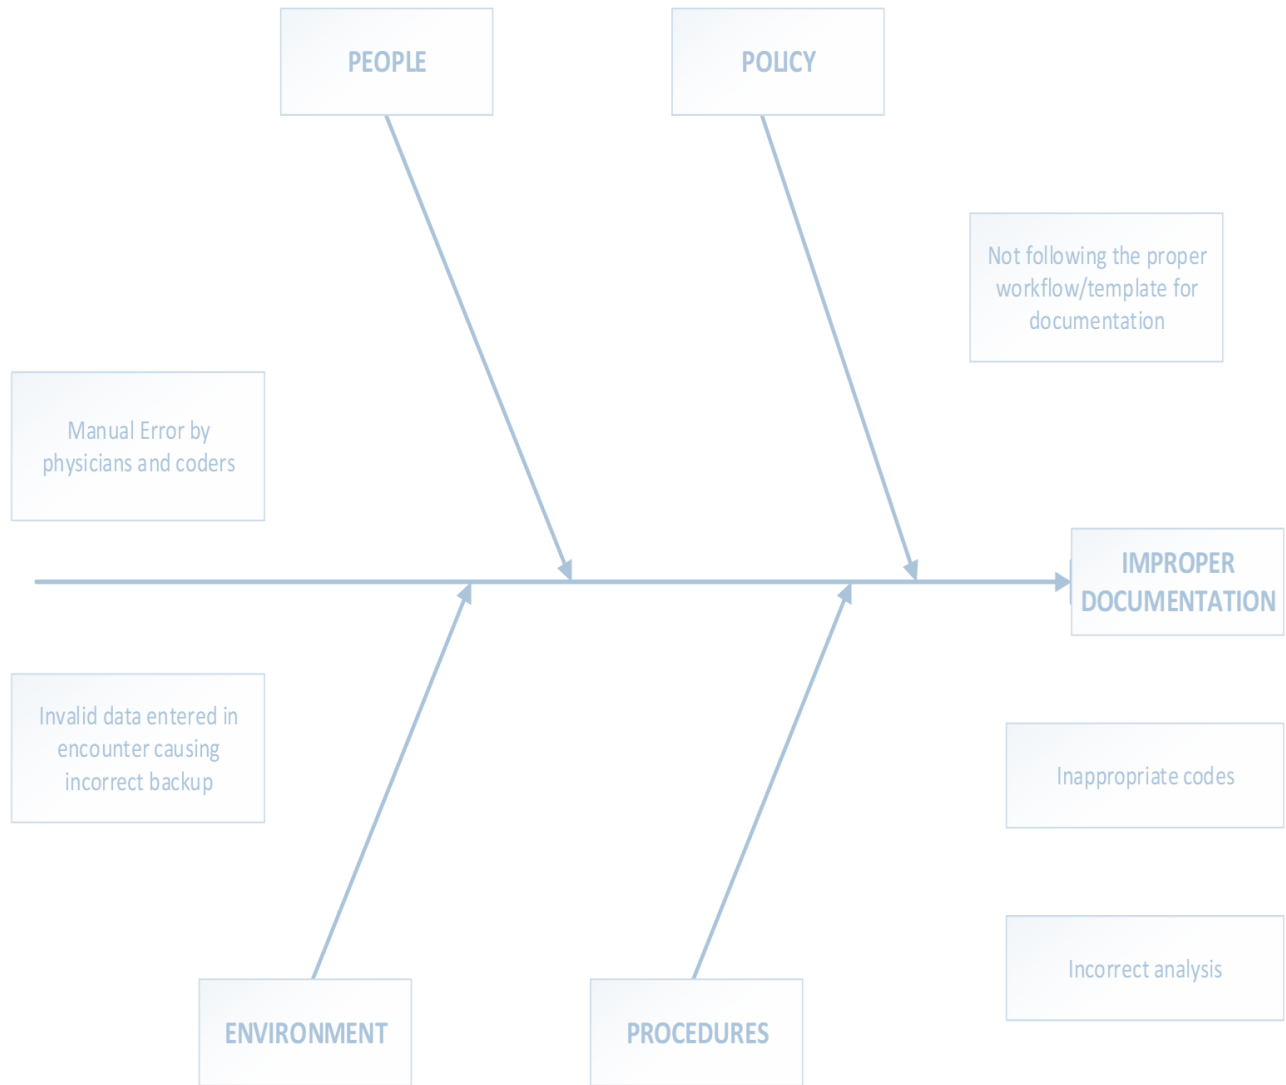 PEOPLE
POLICY
Not following the proper
workflow/template for
documentation
Manual Error by
physicians and coders
IMPROPER
DOCUMENTATION
Invalid data entered in
encounter causing
incorrect backup
Inappropriate codes
Incorrect analysis
ENVIRONMENT
PROCEDURES